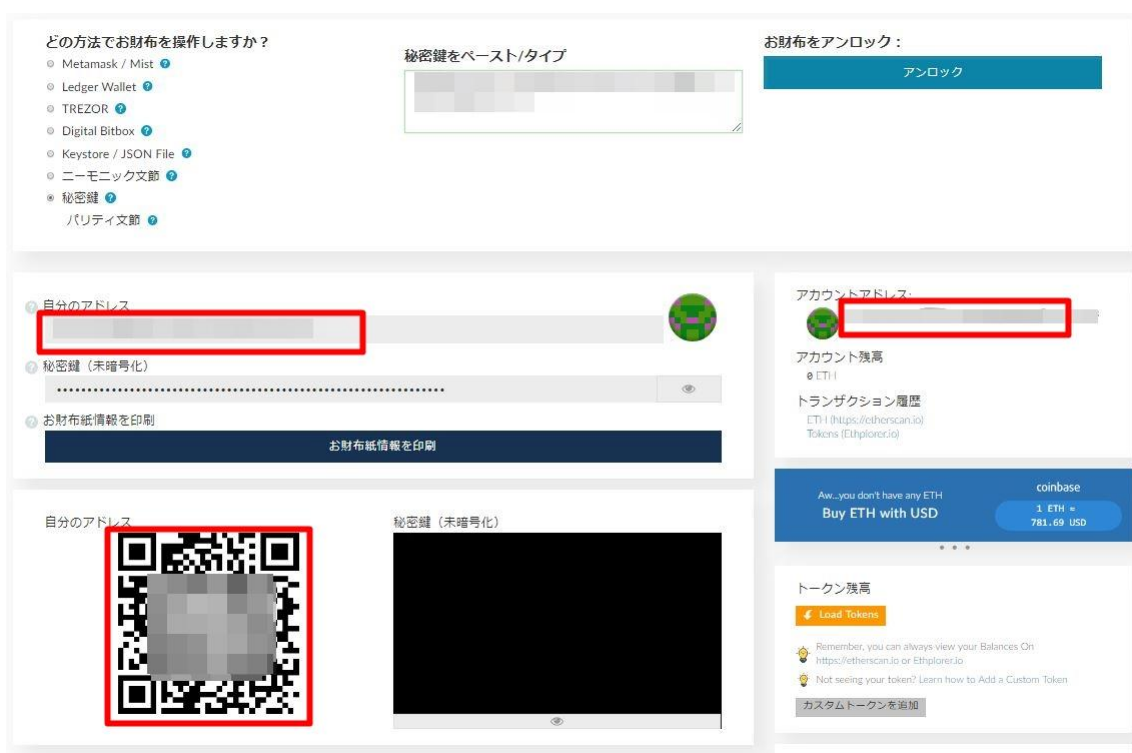 どの方法でお財布を操作しますか？
Metamask / Mist
Ledger Wallet
TREZOR
Digital Bitbox
Keystore / JSON File
ニーモニック文節
秘密鍵
パリティ文節
秘密鍵をペースト/タイプ
お財布をアンロック：
アンロック
自分のアドレス
秘密鍵（未暗号化）
お財布紙情報を印刷
お財布紙情報を印刷
自分のアドレス
秘密鍵（未暗号化）
アカウントアドレス:
アカウント残高
0 ETH
トランザクション履歴
ETH (https://etherscan.io)
Tokens (Ethplorer.io)
Aw...you don't have any ETH
Buy ETH with USD
coinbase
1 ETH ≈
781.69 USD
トークン残高
Load Tokens
Remember, you can always view your Balances On
https://etherscan.io or Ethplorer.io
Not seeing your token? Learn how to Add a Custom Token
カスタムトークンを追加